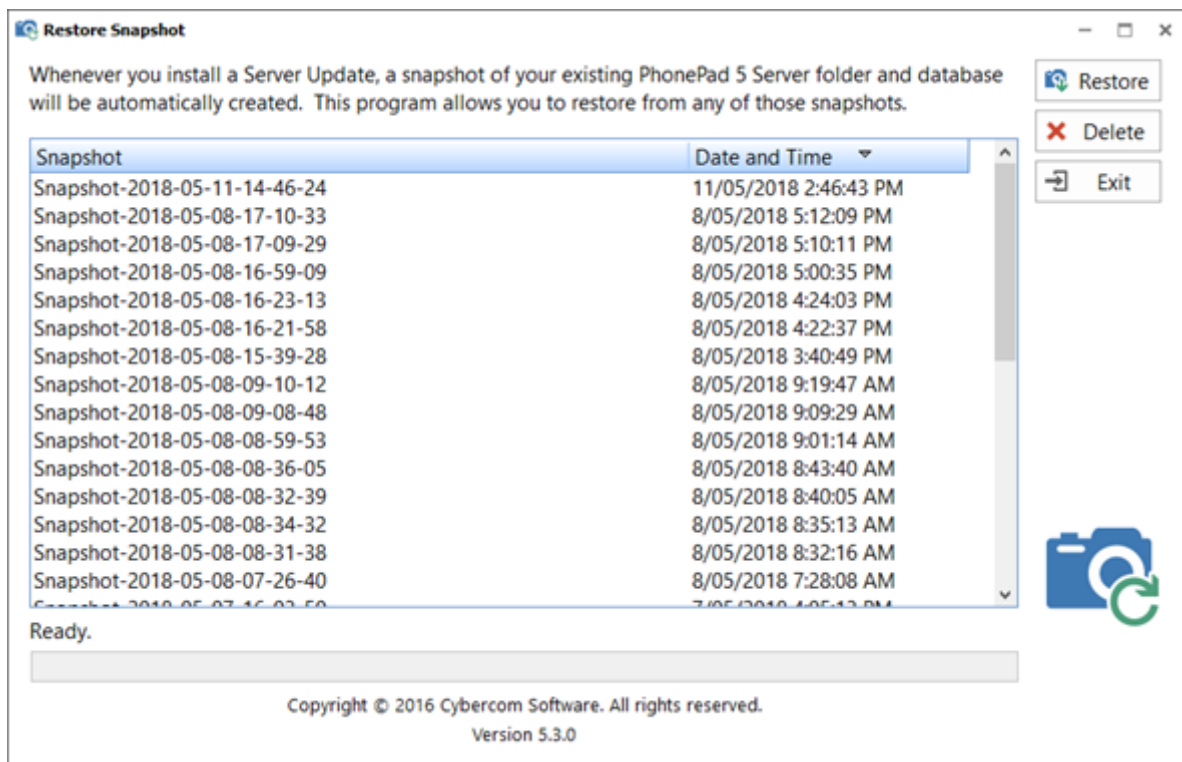 Restore Snapshot
Whenever you install a Server Update, a snapshot of your existing PhonePad 5 Server folder and database
will be automatically created. This program allows you to restore from any of those snapshots.
Restore
Delete
Exit
Snapshot Date and Time
Snapshot-2018-05-11-14-46-24 11/05/2018 2:46:43 PM
Snapshot-2018-05-08-17-10-33 8/05/2018 5:12:09 PM
Snapshot-2018-05-08-17-09-29 8/05/2018 5:10:11 PM
Snapshot-2018-05-08-16-59-09 8/05/2018 5:00:35 PM
Snapshot-2018-05-08-16-23-13 8/05/2018 4:24:03 PM
Snapshot-2018-05-08-16-21-58 8/05/2018 4:22:37 PM
Snapshot-2018-05-08-15-39-28 8/05/2018 3:40:49 PM
Snapshot-2018-05-08-09-10-12 8/05/2018 9:19:47 AM
Snapshot-2018-05-08-09-08-48 8/05/2018 9:09:29 AM
Snapshot-2018-05-08-08-59-53 8/05/2018 9:01:14 AM
Snapshot-2018-05-08-08-36-05 8/05/2018 8:43:40 AM
Snapshot-2018-05-08-08-32-39 8/05/2018 8:40:05 AM
Snapshot-2018-05-08-08-34-32 8/05/2018 8:35:13 AM
Snapshot-2018-05-08-08-31-38 8/05/2018 8:32:16 AM
Snapshot-2018-05-08-07-26-40 8/05/2018 7:28:08 AM
Ready.
Copyright © 2016 Cybercom Software. All rights reserved.
Version 5.3.0